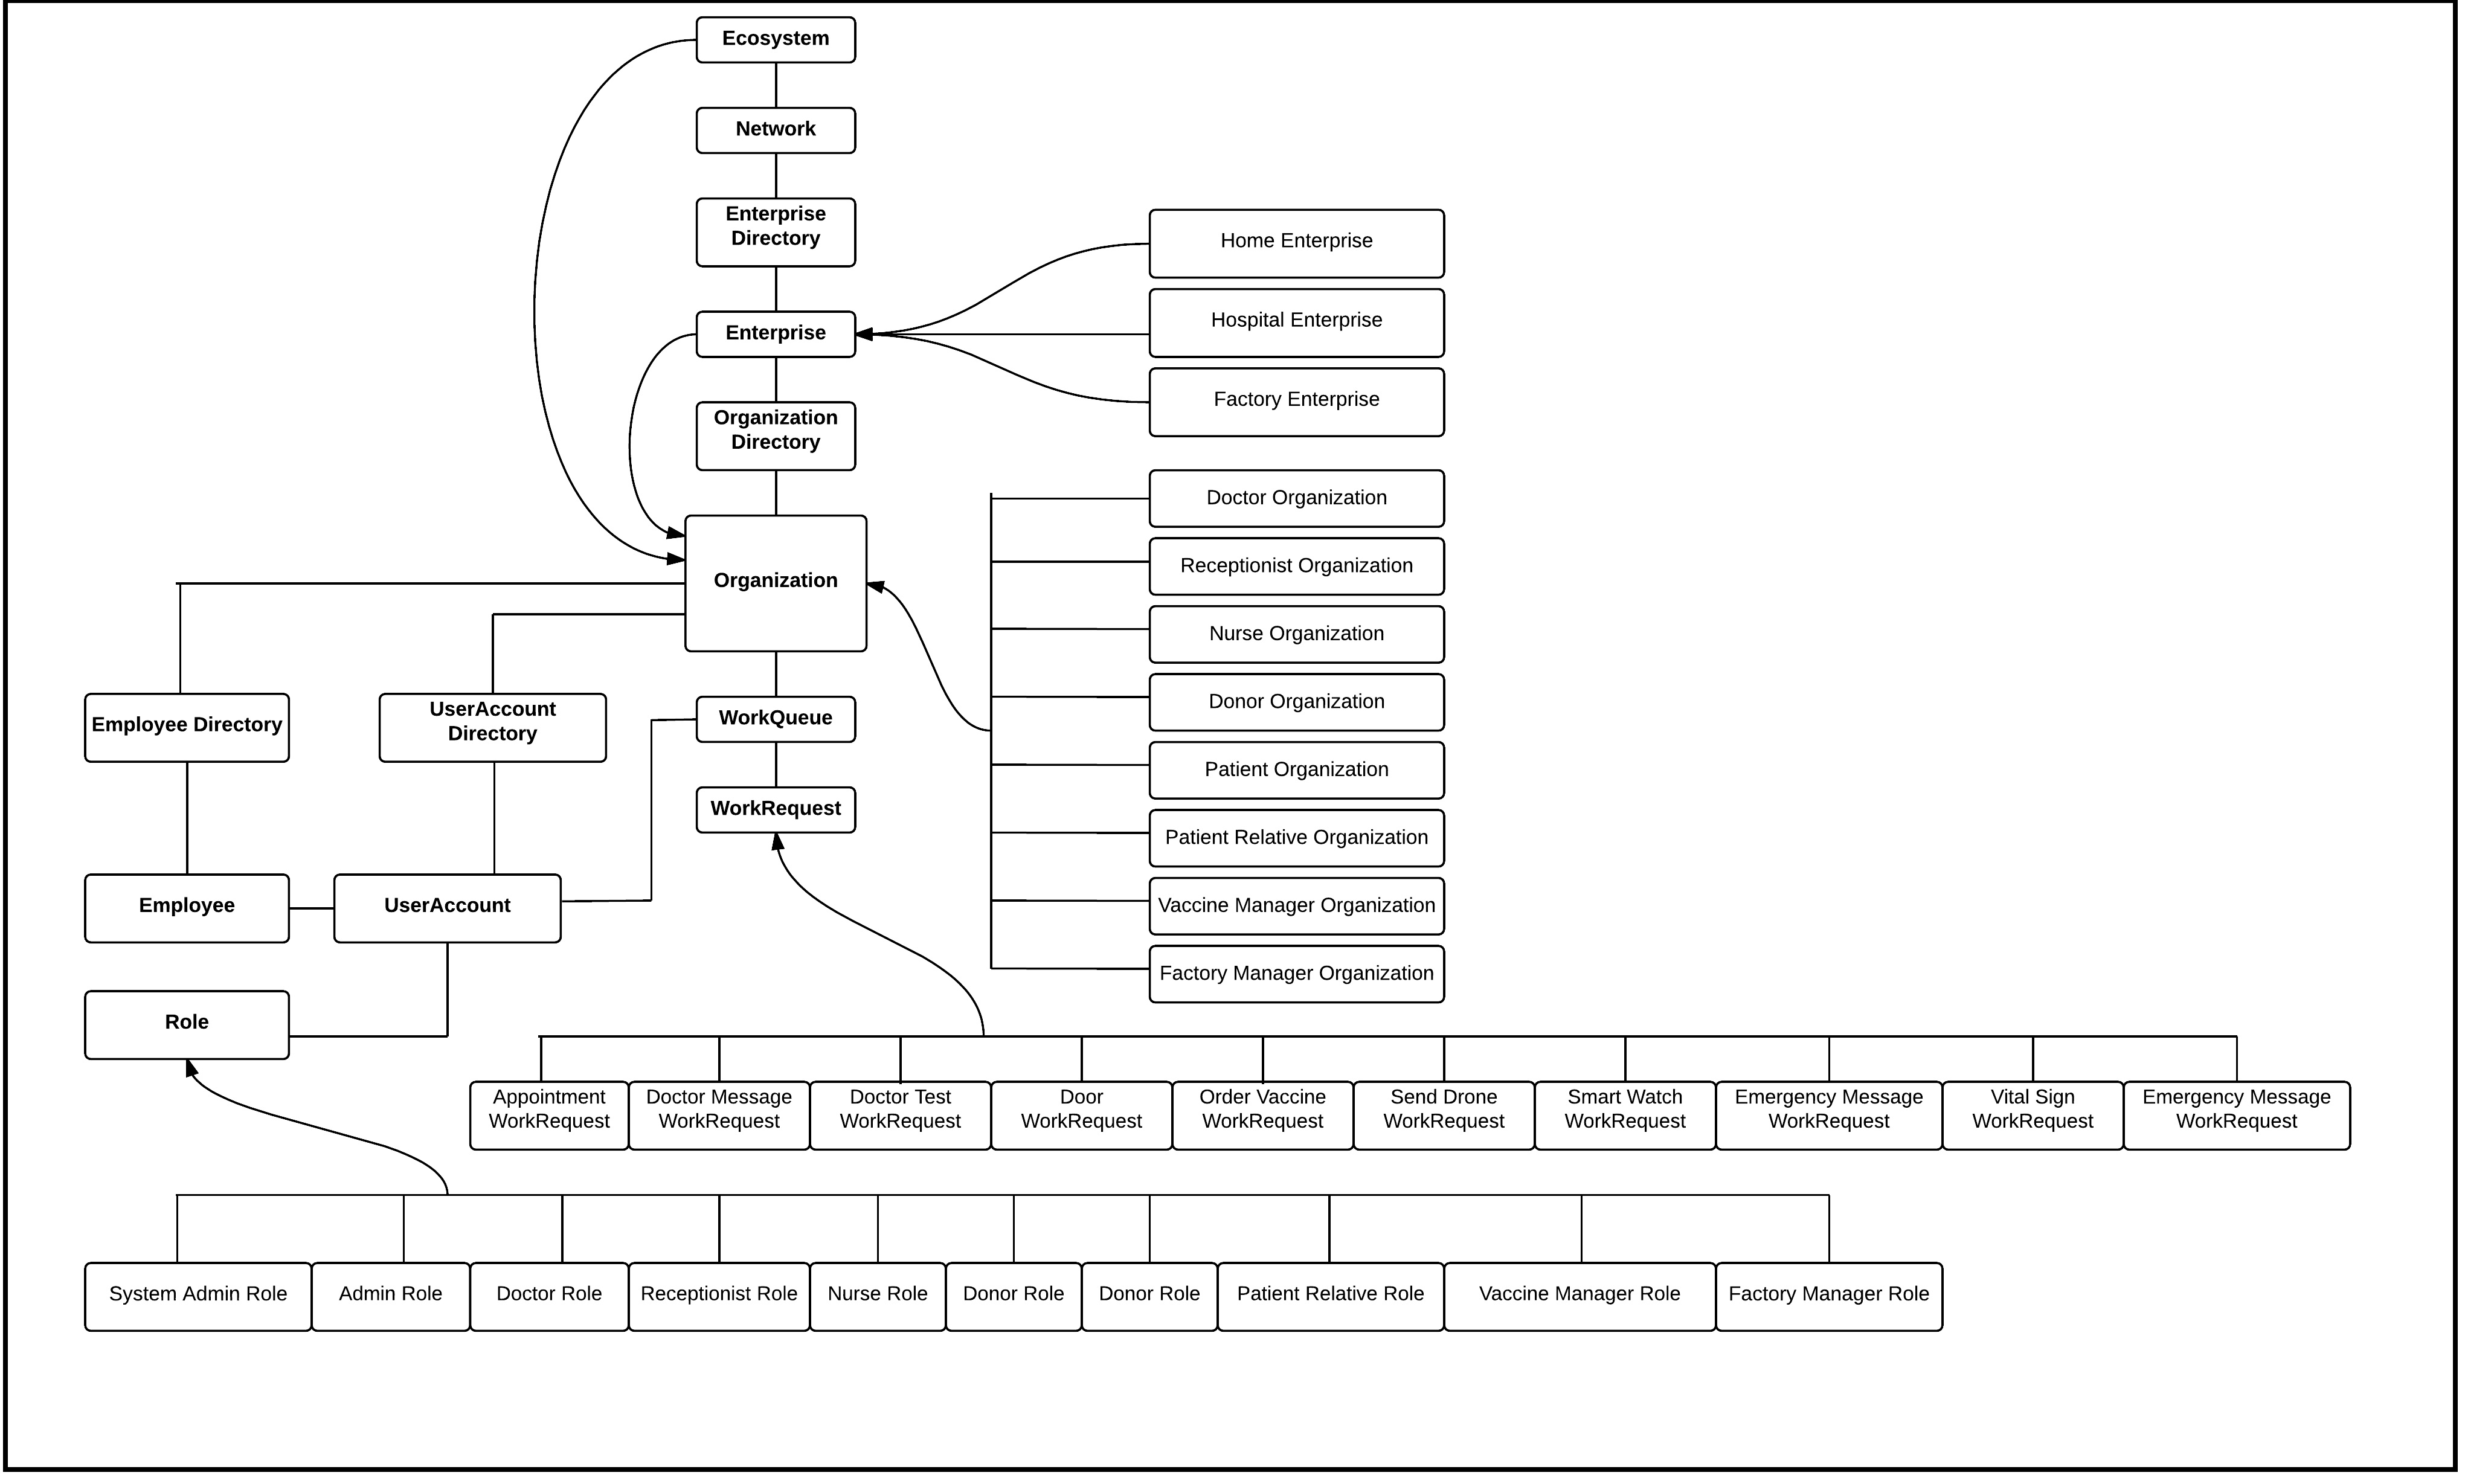 Ecosystem
Network
Enterprise
Directory
Enterprise
Organization
Directory
Organization
Home Enterprise
Hospital Enterprise
Factory Enterprise
Doctor Organization
Receptionist Organization
Nurse Organization
Donor Organization
Patient Organization
Patient Relative Organization
Vaccine Manager Organization
Factory Manager Organization
Employee Directory
UserAccount
Directory
WorkQueue
WorkRequest
Employee
UserAccount
Role
Appointment
WorkRequest
Doctor Message
WorkRequest
Doctor Test
WorkRequest
Door
WorkRequest
Order Vaccine
WorkRequest
Send Drone
WorkRequest
Smart Watch
WorkRequest
Emergency Message
WorkRequest
Vital Sign
WorkRequest
Emergency Message
WorkRequest
System Admin Role
Admin Role
Doctor Role
Receptionist Role
Nurse Role
Donor Role
Donor Role
Patient Relative Role
Vaccine Manager Role
Factory Manager Role